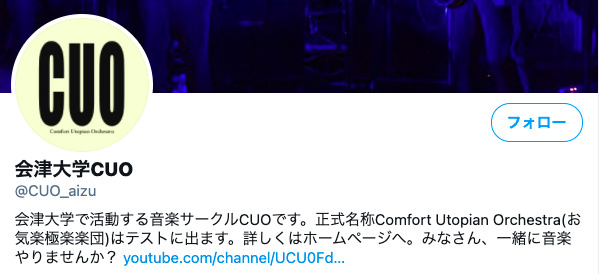 CUO
Comfort Utopian Orchestra
フォロー
会津大学CUO
@CUO_aizu
会津大学で活動する音楽サークルCUOです。正式名称Comfort Utopian Orchestra(お
気楽極楽楽団)はテストに出ます。詳しくはホームページへ。みなさん、一緒に音楽
やりませんか？ youtube.com/channel/UCU0Fd...